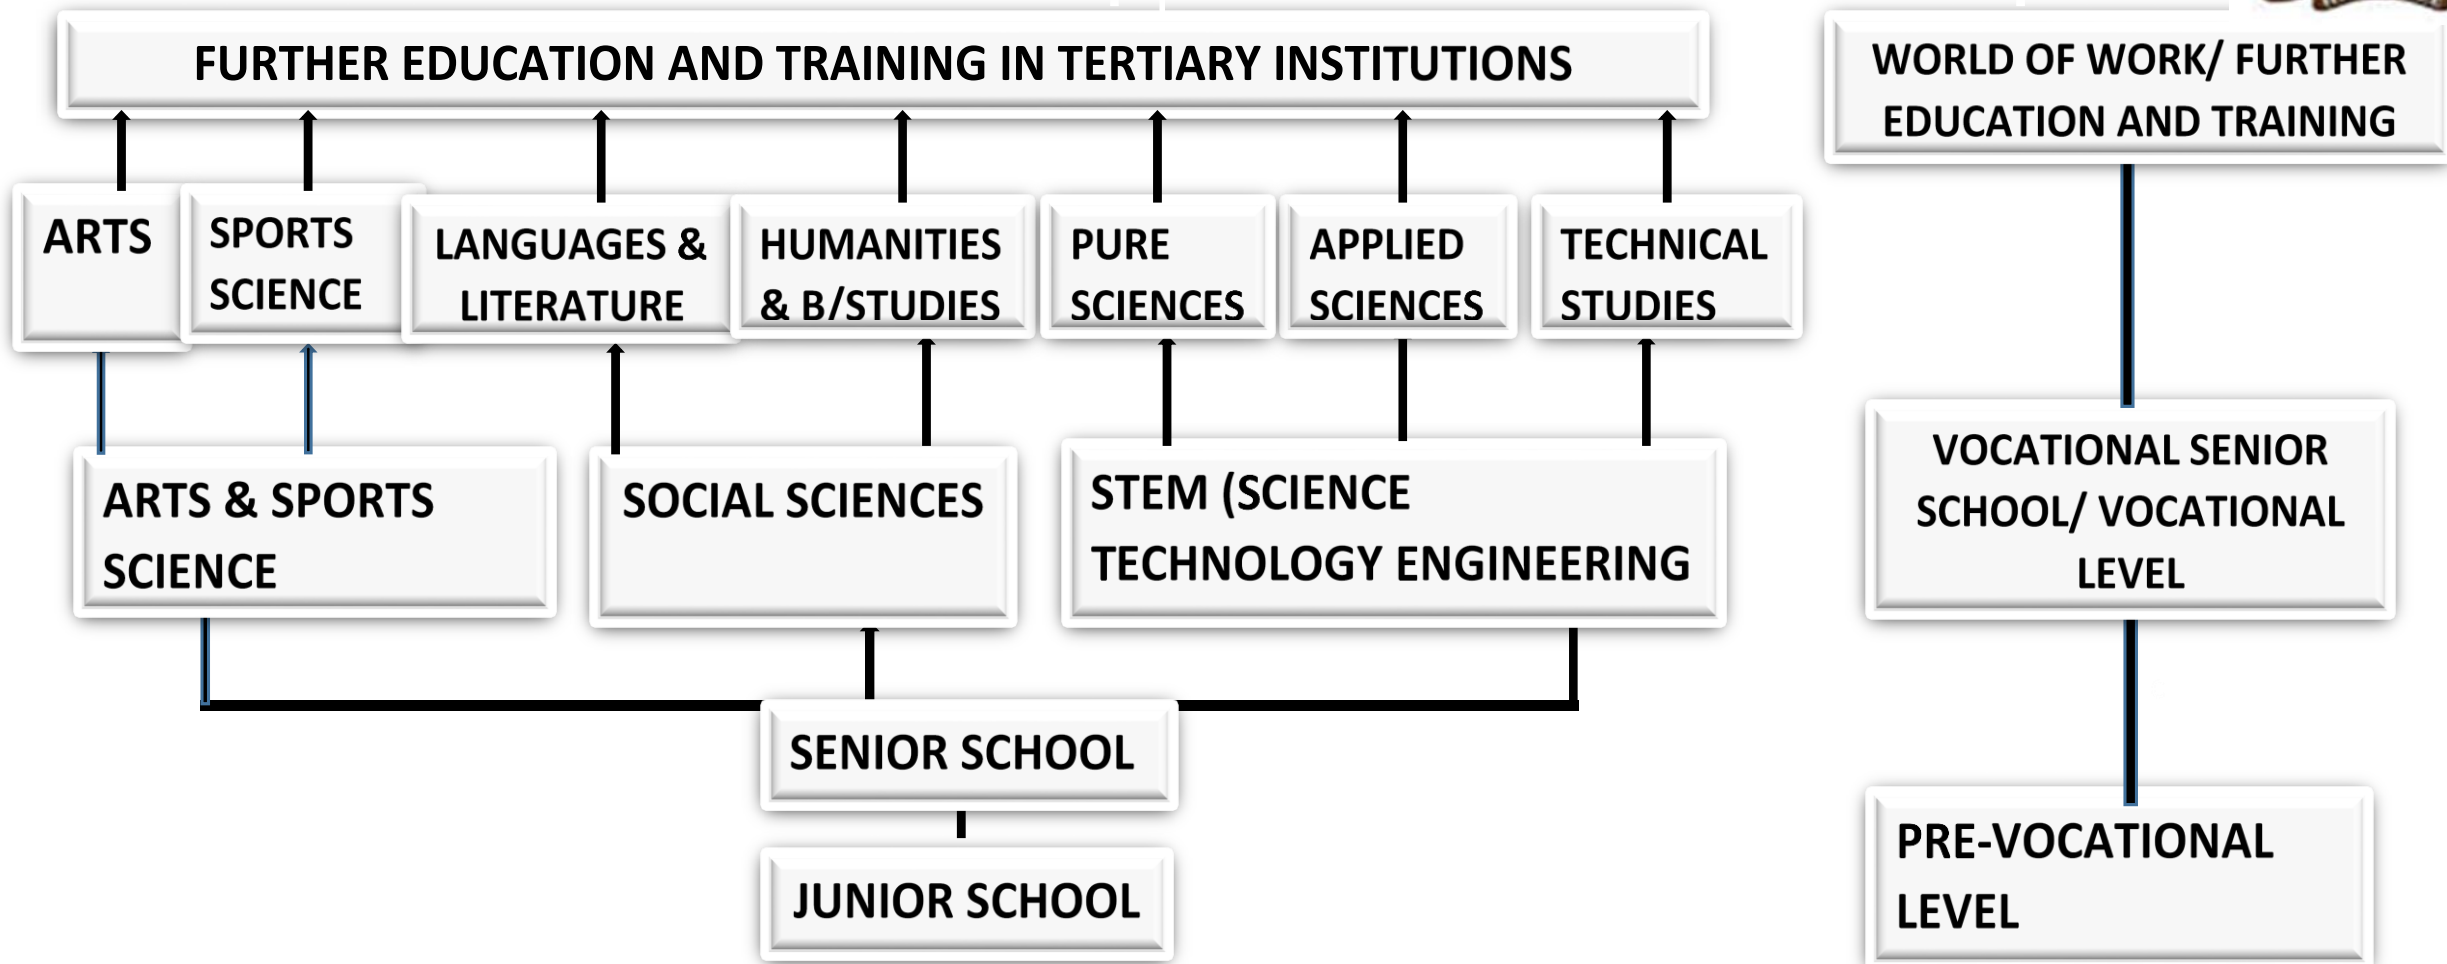 FURTHER EDUCATION AND TRAINING IN TERTIARY INSTITUTIONS
WORLD OF WORK/ FURTHER
EDUCATION AND TRAINING
ARTS
SPORTS
SCIENCE
LANGUAGES &
LITERATURE
HUMANITIES
& B/STUDIES
PURE
SCIENCES
APPLIED
SCIENCES
TECHNICAL
STUDIES
ARTS & SPORTS
SCIENCE
SOCIAL SCIENCES
STEM (SCIENCE
TECHNOLOGY ENGINEERING
VOCATIONAL SENIOR
SCHOOL/ VOCATIONAL
LEVEL
SENIOR SCHOOL
JUNIOR SCHOOL
PRE-VOCATIONAL
LEVEL